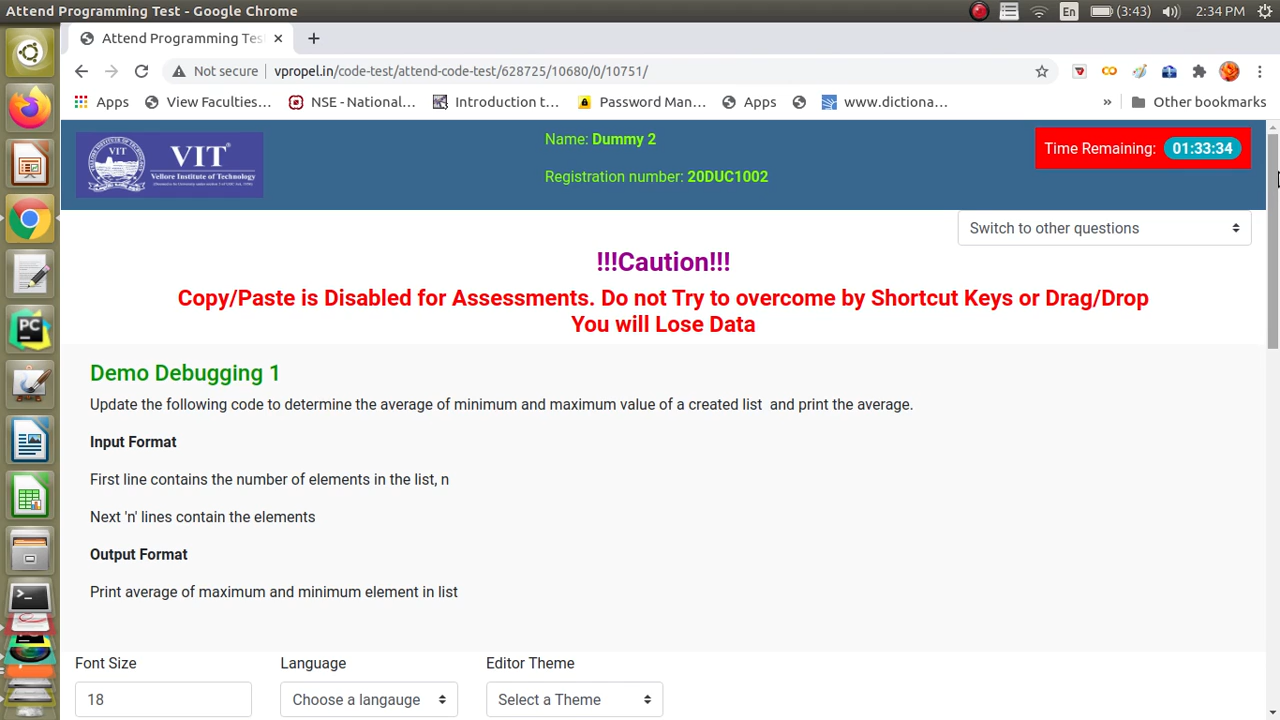 Attend Programming Test - Google Chrome
En
(3:43)
2:34 PM
Attend Programming Tes
Not secure
vpropel.in/code-test/attend-code-test/628725/10680/0/10751/
Apps
View Faculties...
NSE - National...
Introduction t...
Password Man...
Apps
www.dictiona...
»
Other bookmarks
VIT
VIT®
Vellore Institute of Technology
Name: Dummy 2
Registration number: 20DUC1002
Time Remaining: 01:33:34
Switch to other questions
!!!Caution!!!
Copy/Paste is Disabled for Assessments. Do not Try to overcome by Shortcut Keys or Drag/Drop
You will Lose Data
Demo Debugging 1
Update the following code to determine the average of minimum and maximum value of a created list and print the average.
Input Format
First line contains the number of elements in the list, n
Next 'n' lines contain the elements
Output Format
Print average of maximum and minimum element in list
Font Size
Language
Editor Theme
18
Choose a langauge
Select a Theme
PC